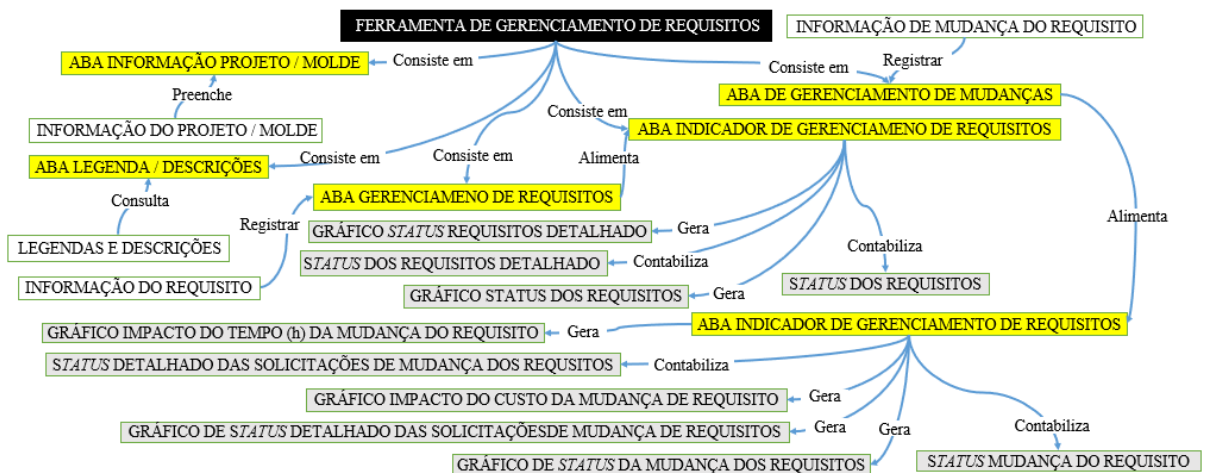 FERRAMENTA DE GERENCIAMENTO DE REQUISITOS
INFORMAÇÃO DE MUDANÇA DO REQUISITO
ABA INFORMAÇÃO PROJETO / MOLDE
Consiste em
Consiste em
Registrar
Preenche
ABA DE GERENCIAMENTO DE MUDANÇAS
INFORMAÇÃO DO PROJETO / MOLDE
Consiste em
ABA INDICADOR DE GERENCIAMENO DE REQUISITOS
ABA LEGENDA / DESCRIÇÕES
Consiste em
Consiste em
Alimenta
Consulta
ABA GERENCIAMENO DE REQUISITOS
Registrar
Alimenta
GRÁFICO STATUS REQUISITOS DETALHADO
Gera
LEGENDAS E DESCRIÇÕES
Contabiliza
STATUS DOS REQUISITOS DETALHADO
Contabiliza
INFORMAÇÃO DO REQUISITO
STATUS DOS REQUISITOS
GRÁFICO STATUS DOS REQUISITOS
Gera
ABA INDICADOR DE GERENCIAMENTO DE REQUISITOS
GRÁFICO IMPACTO DO TEMPO (h) DA MUDANÇA DO REQUISITO
Gera
STATUS DETALHADO DAS SOLICITAÇÕES DE MUDANÇA DOS REQUSITOS
Contabiliza
GRÁFICO IMPACTO DO CUSTO DA MUDANÇA DE REQUISITO
Gera
GRÁFICO DE STATUS DETALHADO DAS SOLICITAÇÕESDE MUDANÇA DE REQUISITOS
Gera
Gera
Contabiliza
GRÁFICO DE STATUS DA MUDANÇA DOS REQUISITOS
STATUS MUDANÇA DO REQUISITO